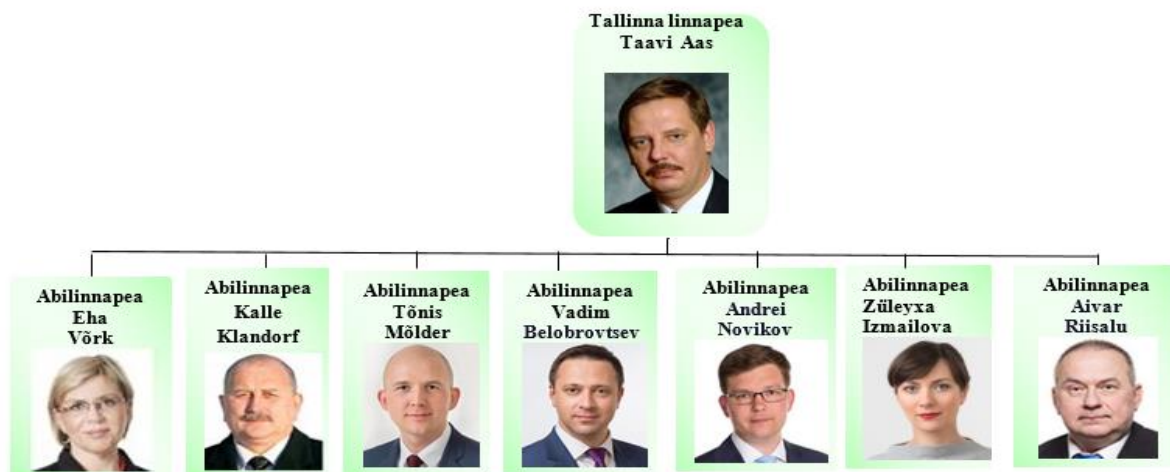 Tallinna linnapea
Taavi Aas
Abilinnapea
Eha
Võrk
Abilinnapea
Kalle
Klandorf
Abilinnapea
Tõnis
Mõlder
Abilinnapea
Vadim
Belobrovtsev
Abilinnapea
Andrei
Novikov
Abilinnapea
Züleyxa
Izmailova
Abilinnapea
Aivar
Riisalu